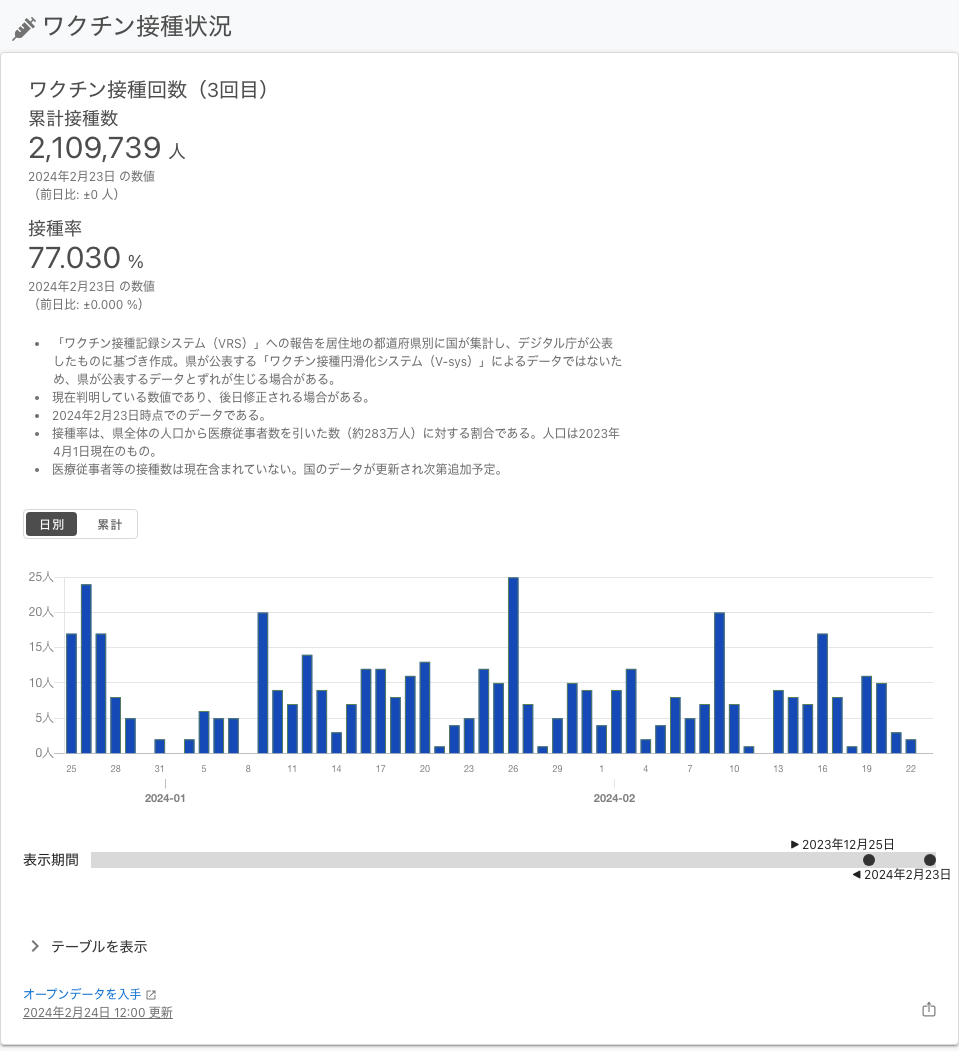 ワクチン接種状況
ワクチン接種回数（3回目）
累計接種数
2,109,739 人
2024年2月23日 の数値
（前日比: ±0 人）
接種率
77.030 %
2024年2月23日 の数値
（前日比: ±0.000 %）
• 「ワクチン接種記録システム（VRS）」への報告を居住地の都道府県別に国が集計し、デジタル庁が公表
したものに基づき作成。県が公表する「ワクチン接種円滑化システム（V-sys）」によるデータではないた
め、県が公表するデータとずれが生じる場合がある。
• 現在判明している数値であり、後日修正される場合がある。
• 2024年2月23日時点でのデータである。
• 接種率は、県全体の人口から医療従事者数を引いた数（約283万人）に対する割合である。人口は2023年
4月1日現在のもの。
• 医療従事者等の接種数は現在含まれていない。国のデータが更新され次第追加予定。
日別 累計
25人
20人
15人
10人
5人
0人
25 28 31 5 8 11 14 17 20 23 26 29 1 4 7 10 13 16 19 22
2024-01 2024-02
▶ 2023年12月25日
表示期間
◀ 2024年2月23日
テーブルを表示
オープンデータを入手
2024年2月24日 12:00 更新